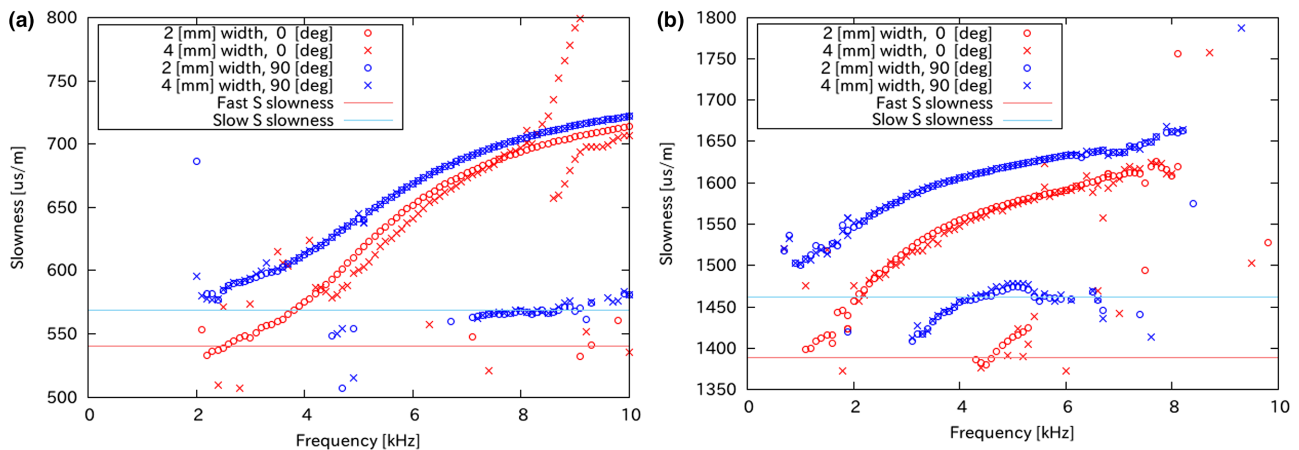 (a)
800
750
700
650
600
550
500
Slowness [us/m]
2 [mm] width, 0 [deg]
4 [mm] width, 0 [deg]
2 [mm] width, 90 [deg]
4 [mm] width, 90 [deg]
Fast S slowness
Slow S slowness
0 2 4 6 8 10
Frequency [kHz]
(b)
1800
1750
1700
1650
1600
1550
1500
1450
1400
1350
Slowness [us/m]
2 [mm] width, 0 [deg]
4 [mm] width, 0 [deg]
2 [mm] width, 90 [deg]
4 [mm] width, 90 [deg]
Fast S slowness
Slow S slowness
0 2 4 6 8 10
Frequency [kHz]